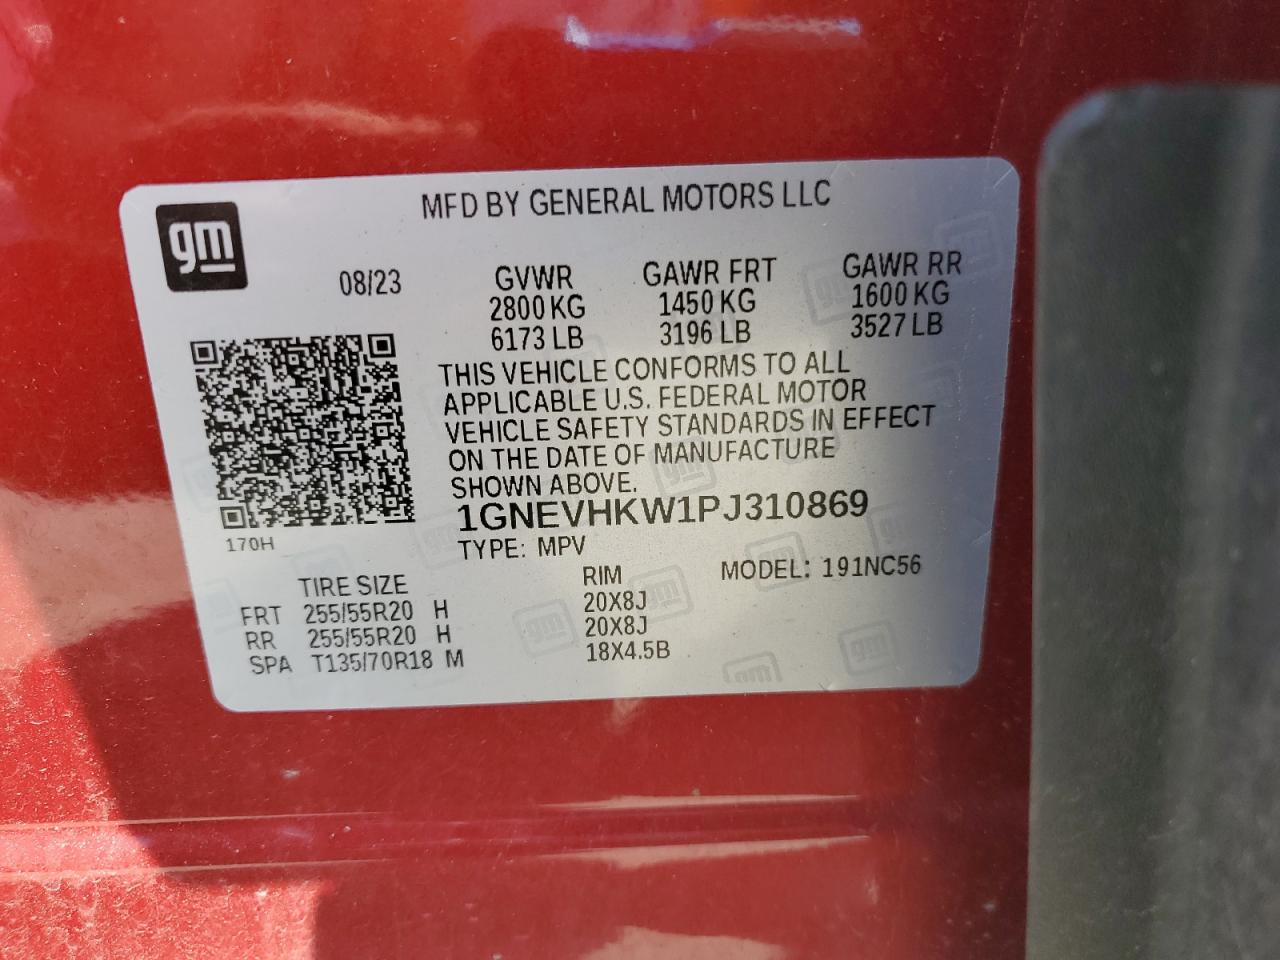 MFD BY GENERAL MOTORS LLC
gm
08/23
GVWR GAWR FRT GAWR RR
2800 KG 1450 KG 1600 KG
6173 LB 3196 LB 3527 LB
THIS VEHICLE CONFORMS TO ALL
APPLICABLE U.S. FEDERAL MOTOR
VEHICLE SAFETY STANDARDS IN EFFECT
ON THE DATE OF MANUFACTURE
SHOWN ABOVE.
1GNEVHKW1PJ310869
170H
TYPE: MPV MODEL: 191NC56
TIRE SIZE RIM
FRT 255/55R20 H 20X8J
RR 255/55R20 H 20X8J
SPA T135/70R18 M 18X4.5B